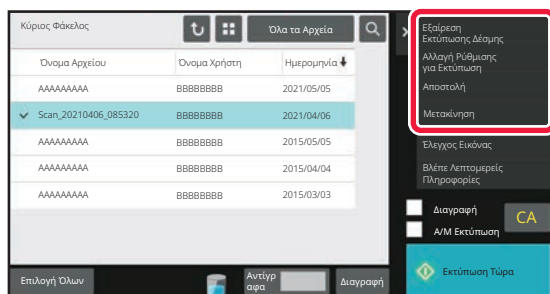 Κύριος Φάκελος
Όλα τα Αρχεία
Όνομα Αρχείου Όνομα Χρήστη Ημερομηνία
AAAAAAAAA BBBBBBBB 2021/05/05
Scan_20210406_085320 BBBBBBBB 2021/04/06
AAAAAAAAA BBBBBBBB 2015/05/05
AAAAAAAAA BBBBBBBB 2015/04/04
AAAAAAAAA BBBBBBBB 2015/03/03
Επιλογή Όλων
Αντίγρ
αφα
Διαγραφή
Εξαίρεση
Εκτύπωσης Δέσμης
Αλλαγή Ρύθμισης
για Εκτύπωση
Αποστολή
Μετακίνηση
Έλεγχος Εικόνας
Βλέπε Λεπτομερείς
Πληροφορίες
Διαγραφή
Α/Μ Εκτύπωση
CA
Εκτύπωση Τώρα